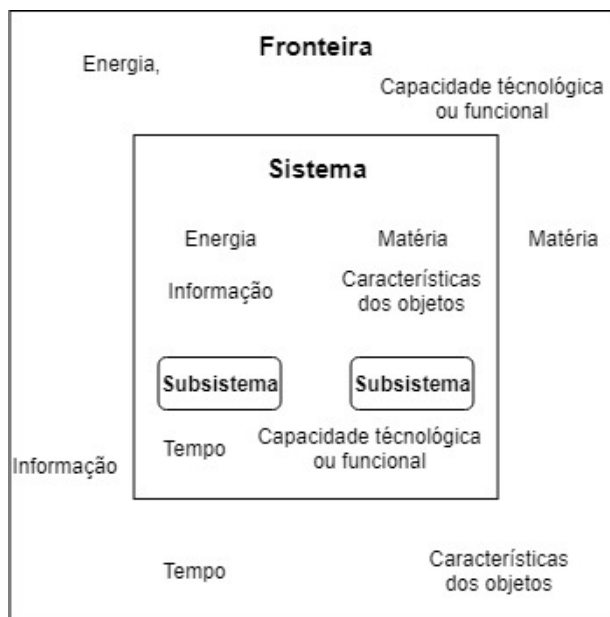 Fronteira
Energia,
Capacidade técnológica
ou funcional
Sistema
Energia
Matéria
Matéria
Informação
Características
dos objetos
Subsistema
Subsistema
Tempo
Capacidade técnológica
ou funcional
Informação
Tempo
Características
dos objetos